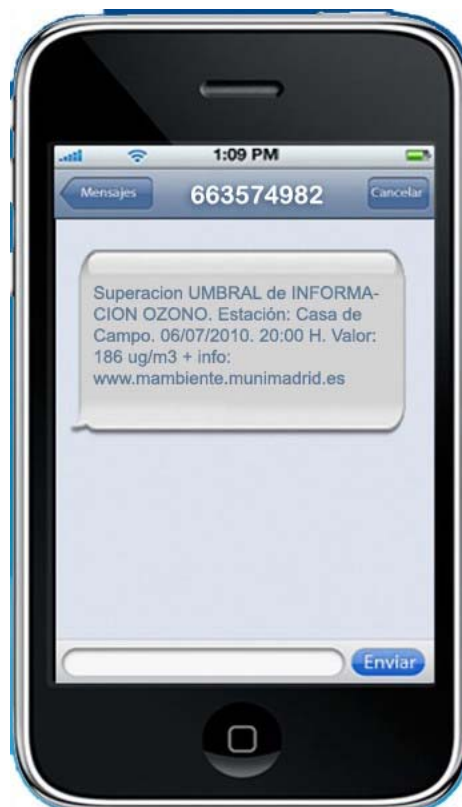 1:09 PM
Mensajes 663574982 Cancelar
Superacion UMBRAL de INFORMA-
CION OZONO. Estación: Casa de
Campo. 06/07/2010. 20:00 H. Valor:
186 ug/m3 + info:
www.mambiente.munimadrid.es
Enviar